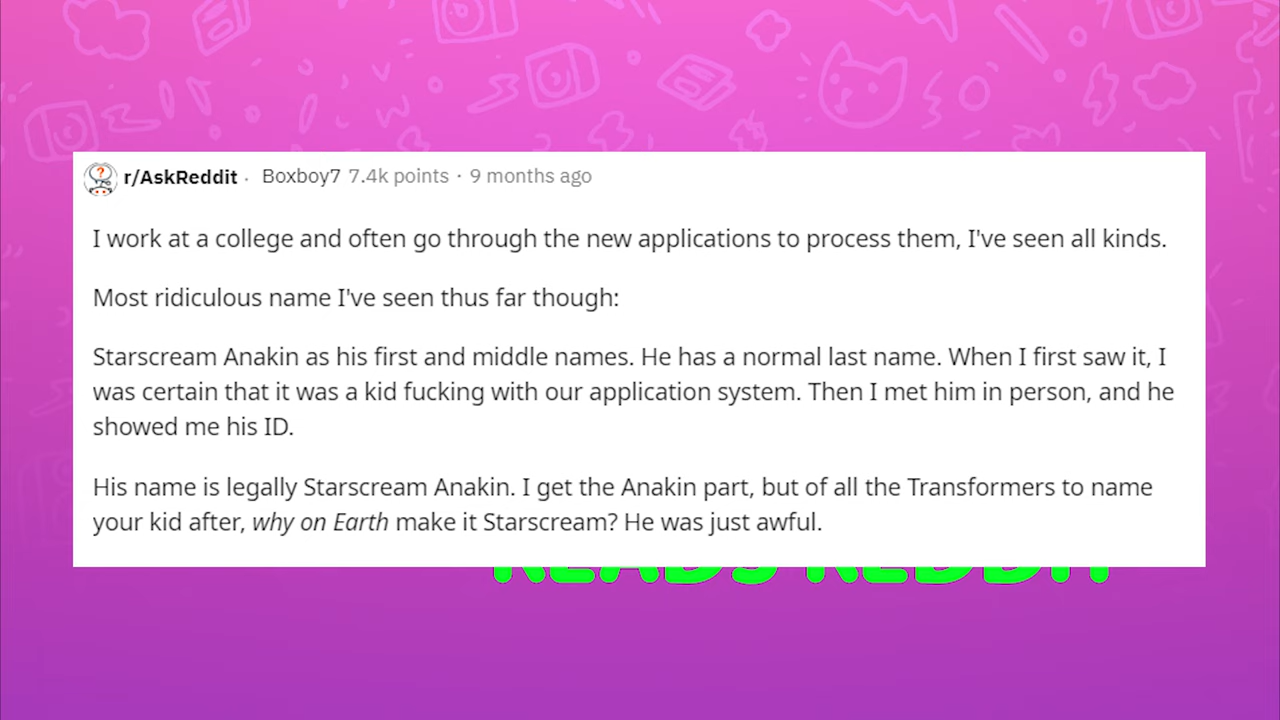 r/AskReddit · Boxboy7 7.4k points · 9 months ago
I work at a college and often go through the new applications to process them, I've seen all kinds.
Most ridiculous name I've seen thus far though:
Starscream Anakin as his first and middle names. He has a normal last name. When I first saw it, I
was certain that it was a kid fucking with our application system. Then I met him in person, and he
showed me his ID.
His name is legally Starscream Anakin. I get the Anakin part, but of all the Transformers to name
your kid after, why on Earth make it Starscream? He was just awful.
READS REDDIT